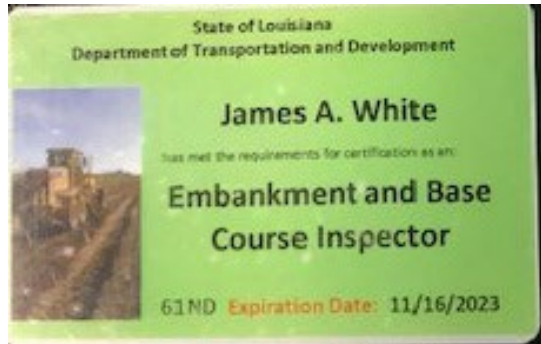 State of Louisiana
Department of Transportation and Development
James A. White
has met the requirements for certification as an:
Embankment and Base
Course Inspector
61ND Expiration Date: 11/16/2023